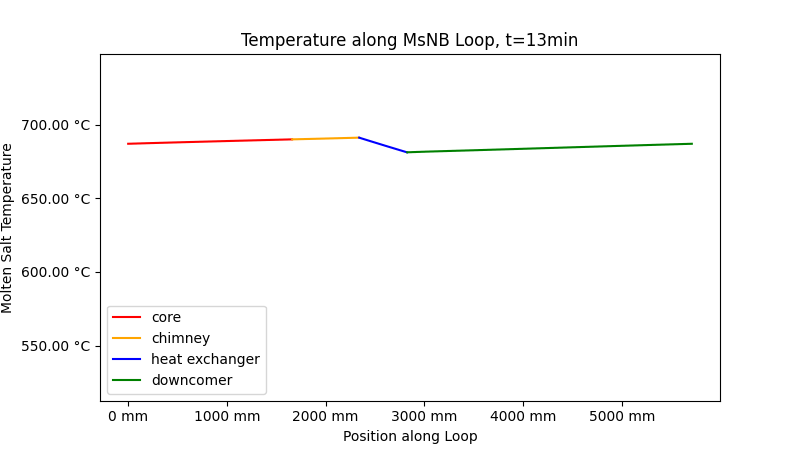 Temperature along MsNB Loop, t=13min
Molten Salt Temperature
700.00 °C
650.00 °C
600.00 °C
550.00 °C
core
chimney
heat exchanger
downcomer
0 mm
1000 mm
2000 mm
3000 mm
4000 mm
5000 mm
Position along Loop